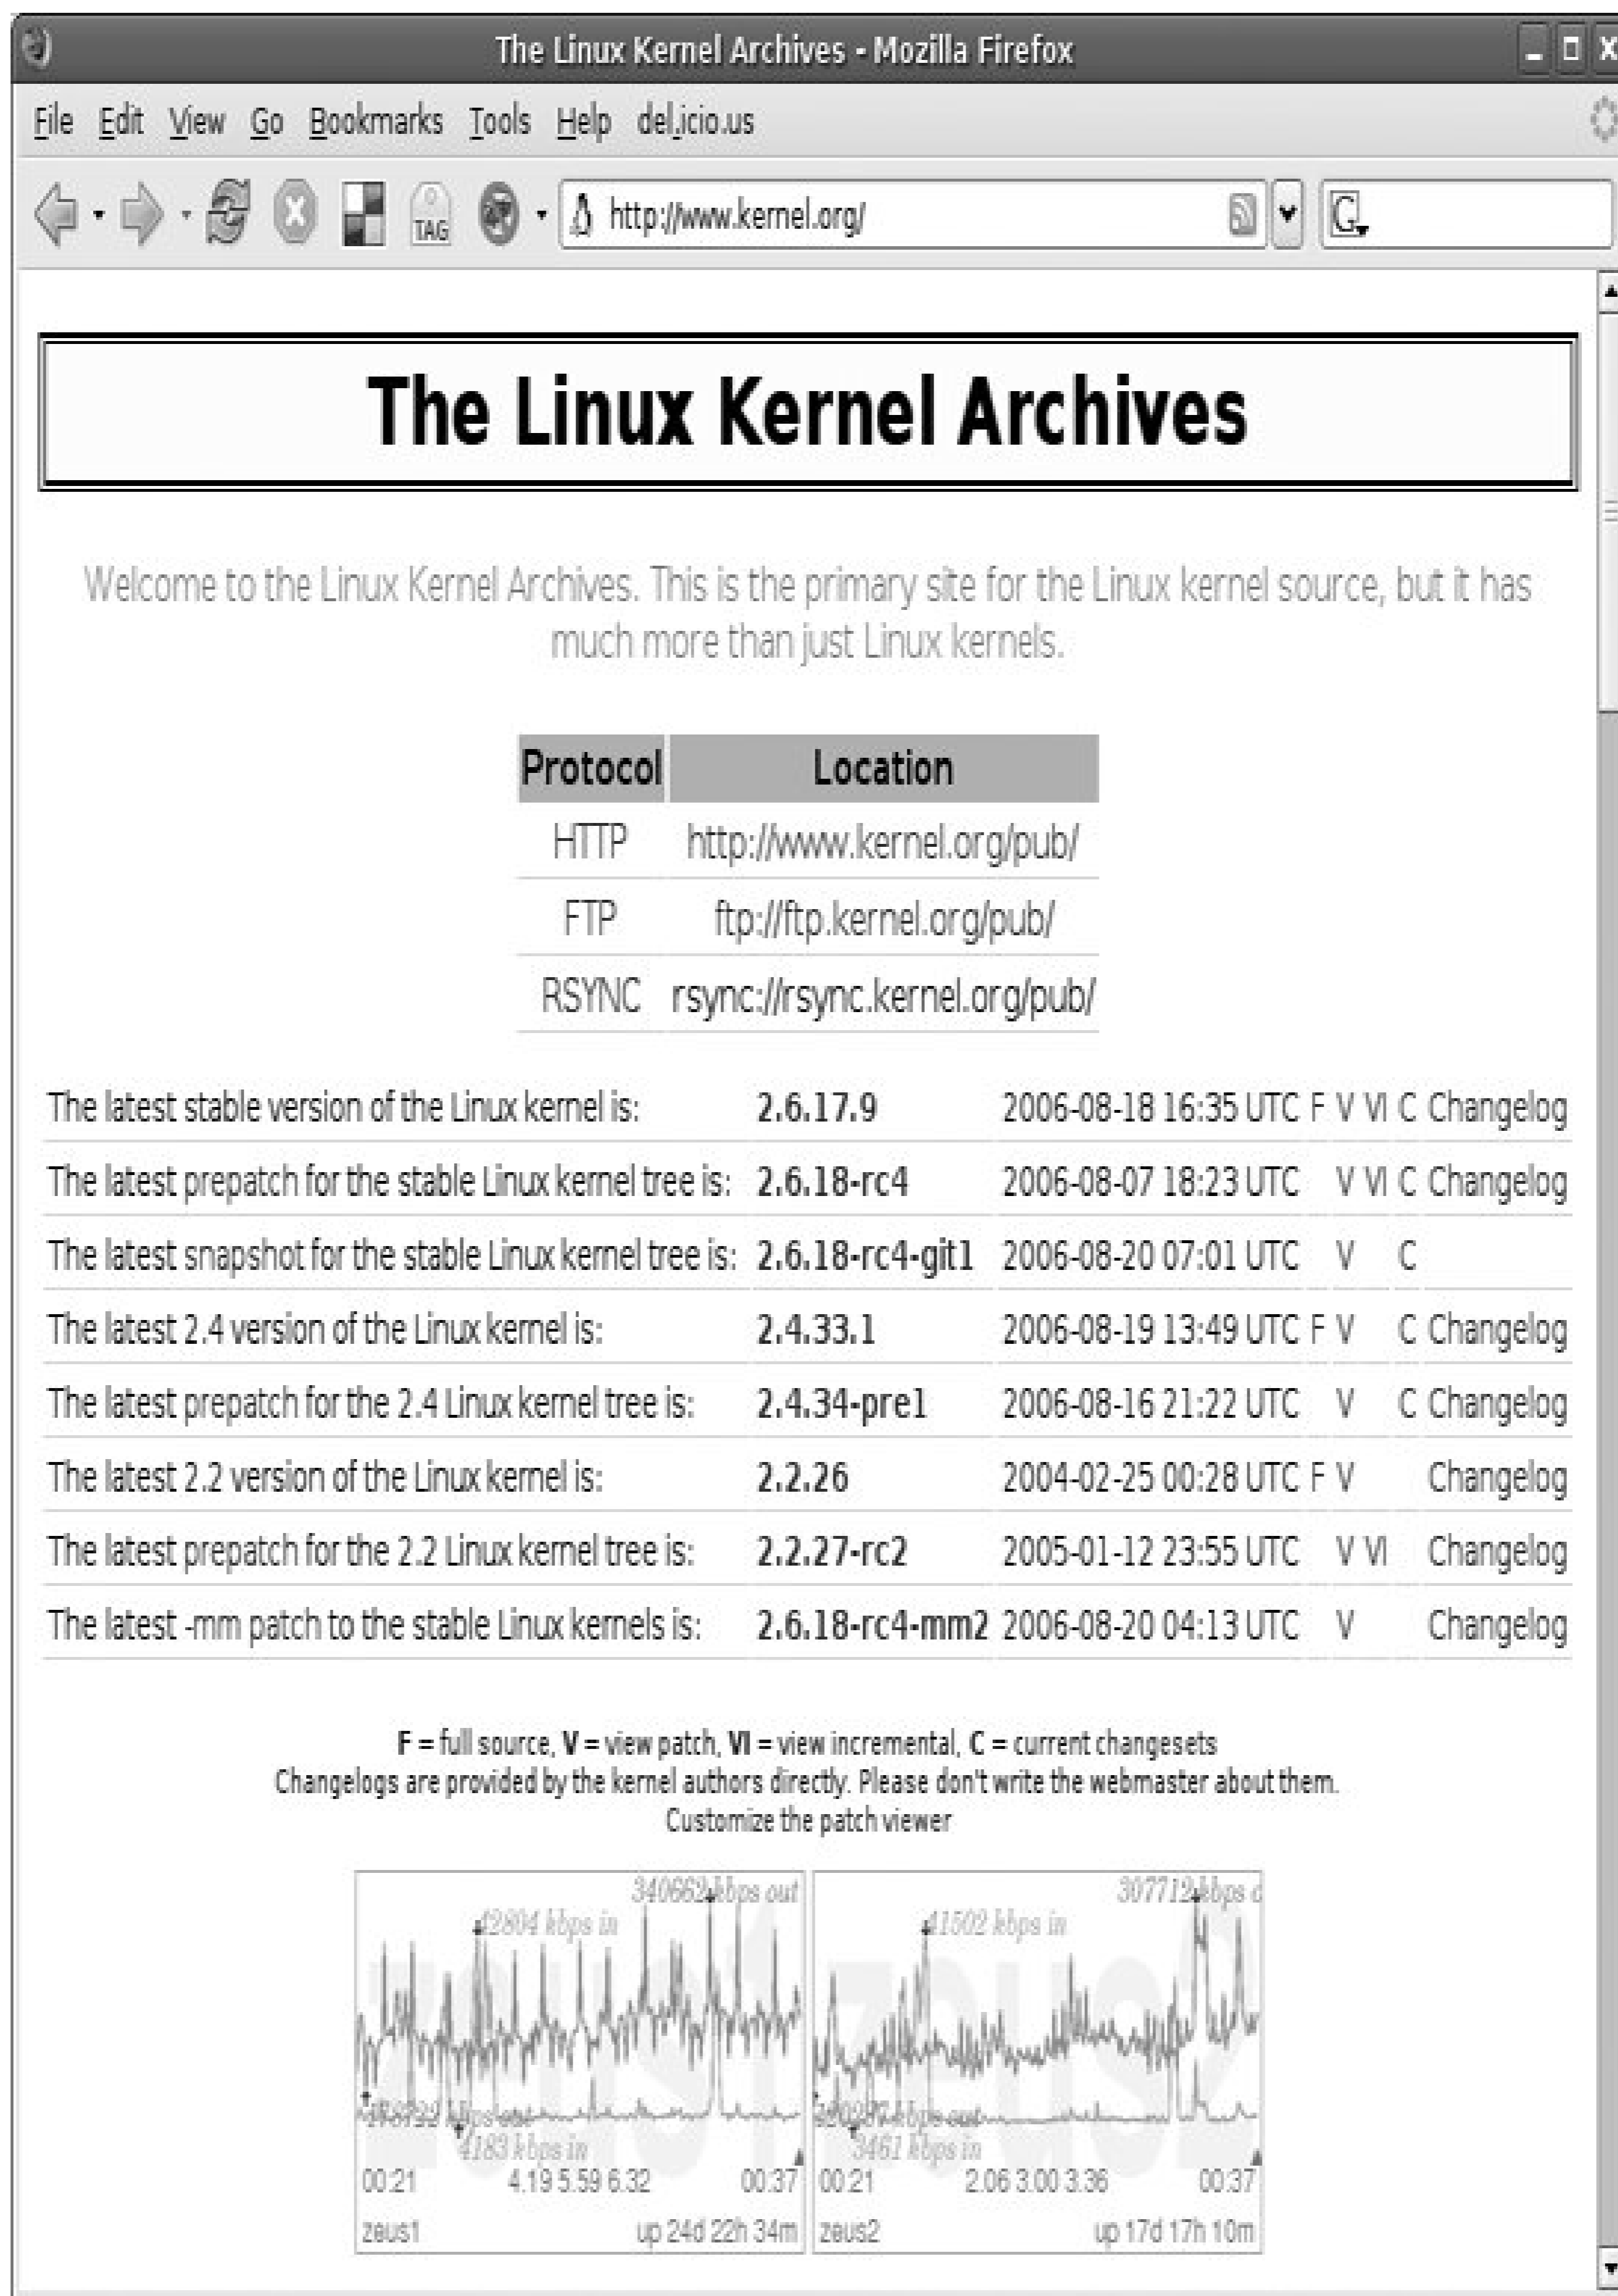 The Linux Kernel Archives - Mozilla Firefox
File Edit View Go Bookmarks Tools Help del.icio.us
TAG http://www.kernel.org/ G
The Linux Kernel Archives
Welcome to the Linux Kernel Archives. This is the primary site for the Linux kernel source, but it has
much more than just Linux kernels.
Protocol Location
HTTP http://www.kernel.org/pub/
FTP ftp://ftp.kernel.org/pub/
RSYNC rsync://rsync.kernel.org/pub/
The latest stable version of the Linux kernel is: 2.6.17.9 2006-08-18 16:35 UTC F V VI C Changelog
The latest prepatch for the stable Linux kernel tree is: 2.6.18-rc4 2006-08-07 18:23 UTC V VI C Changelog
The latest snapshot for the stable Linux kernel tree is: 2.6.18-rc4-git1 2006-08-20 07:01 UTC V C
The latest 2.4 version of the Linux kernel is: 2.4.33.1 2006-08-19 13:49 UTC F V C Changelog
The latest prepatch for the 2.4 Linux kernel tree is: 2.4.34-pre1 2006-08-16 21:22 UTC V C Changelog
The latest 2.2 version of the Linux kernel is: 2.2.26 2004-02-25 00:28 UTC F V Changelog
The latest prepatch for the 2.2 Linux kernel tree is: 2.2.27-rc2 2005-01-12 23:55 UTC V VI Changelog
The latest -mm patch to the stable Linux kernels is: 2.6.18-rc4-mm2 2006-08-20 04:13 UTC V Changelog
F = full source, V = view patch, VI = view incremental, C = current changesets
Changelogs are provided by the kernel authors directly. Please don't write the webmaster about them.
Customize the patch viewer
340662 kbps out
42804 kbps in
kbps out
4183 kbps in
00:21 4.19 5.59 6.32 00:37
zeus1 up 24d 22h 34m
zeus1
307712 kbps o
41502 kbps in
kbps out
3461 kbps in
00:21 2.06 3.00 3.36 00:37
zeus2 up 17d 17h 10m
zeus2